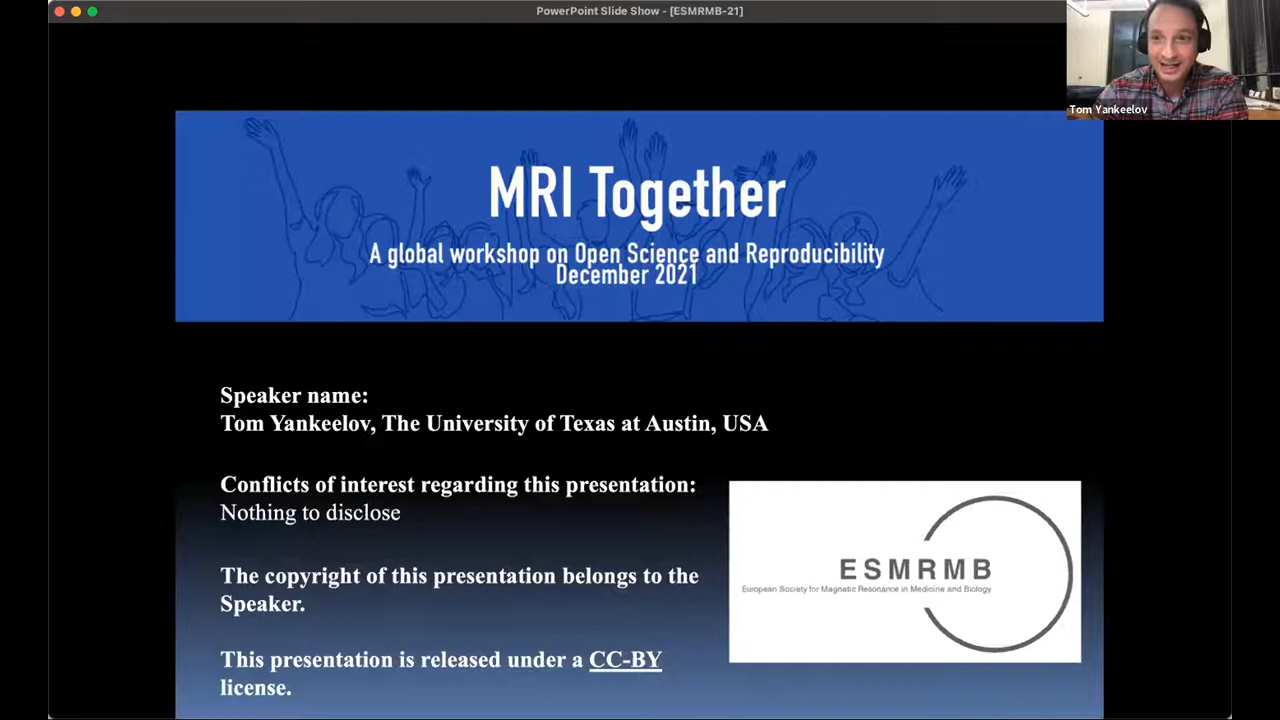 PowerPoint Slide Show - [ESMRMB-21]
Tom Yankeelov
MRI Together
A global workshop on Open Science and Reproducibility
December 2021
Speaker name:
Tom Yankeelov, The University of Texas at Austin, USA
Conflicts of interest regarding this presentation:
Nothing to disclose
The copyright of this presentation belongs to the
Speaker.
This presentation is released under a CC-BY
license.
ESMRMB
European Society for Magnetic Resonance in Medicine and Biology